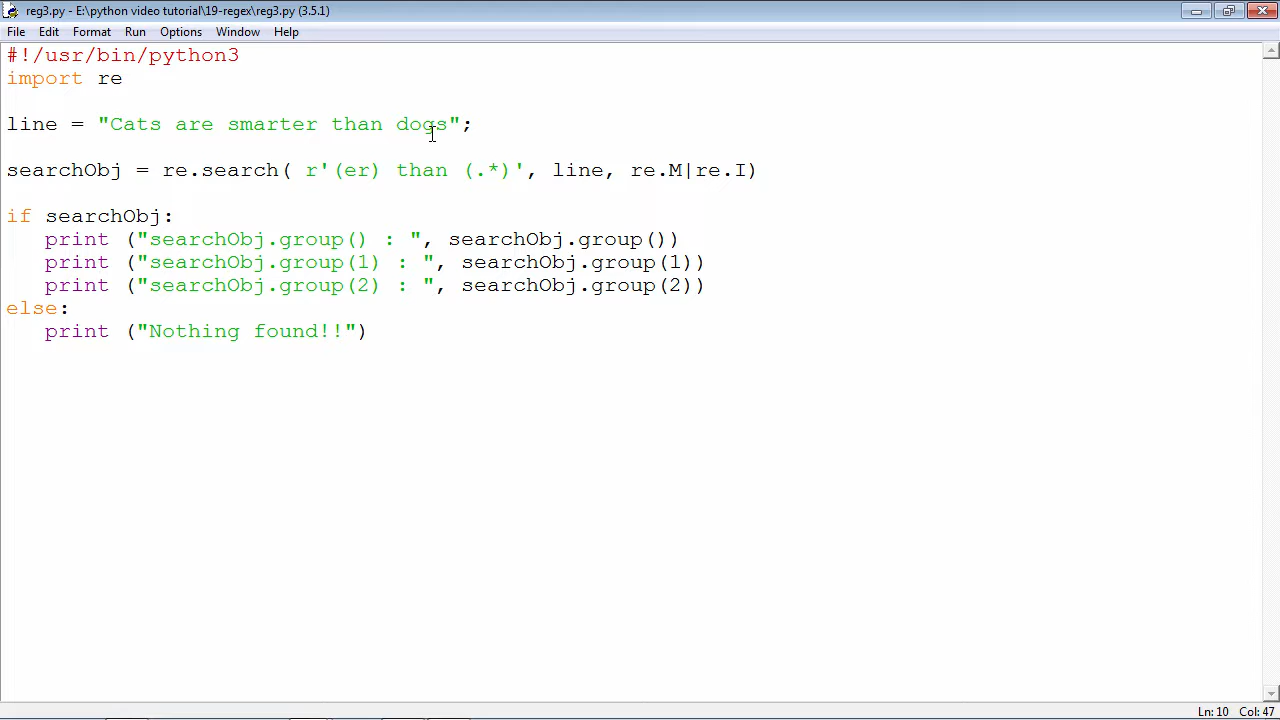 reg3.py - E:\python video tutorial\19-regex\reg3.py (3.5.1)
File Edit Format Run Options Window Help
#!/usr/bin/python3
import re
line = "Cats are smarter than dogs";
searchObj = re.search( r'(er) than (.*)', line, re.M|re.I)
if searchObj:
   print ("searchObj.group() : ", searchObj.group())
   print ("searchObj.group(1) : ", searchObj.group(1))
   print ("searchObj.group(2) : ", searchObj.group(2))
else:
   print ("Nothing found!!")
Ln: 10 Col: 47